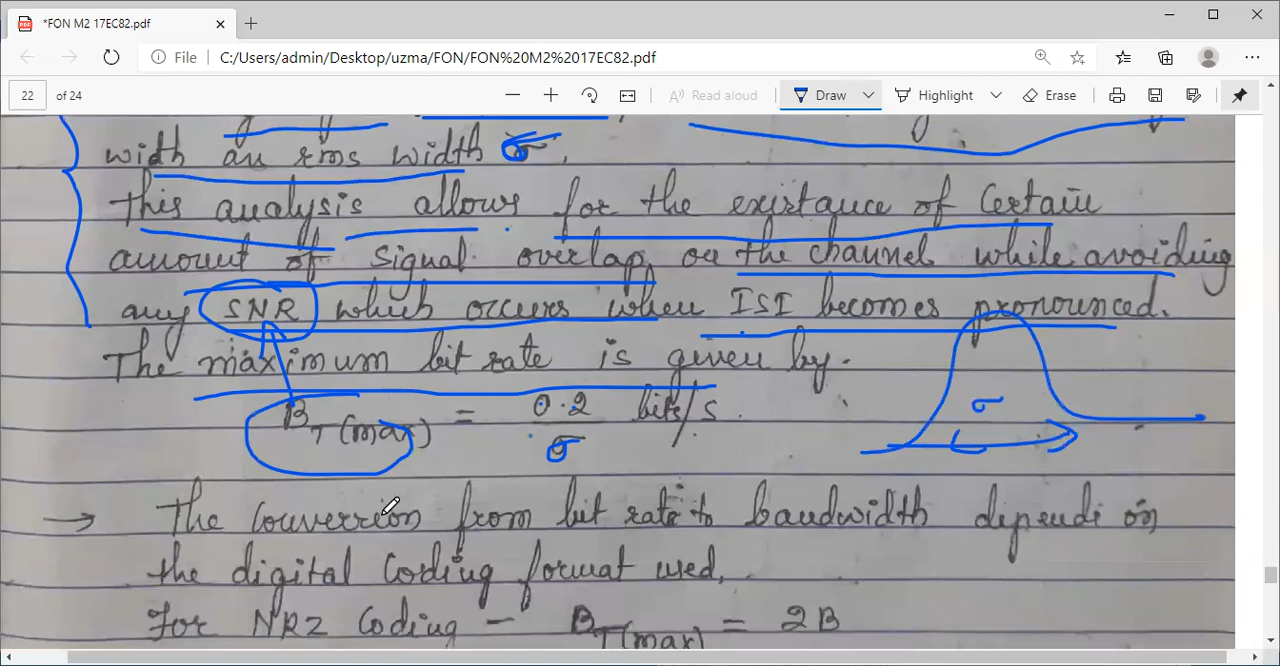 *FON M2 17EC82.pdf
File C:/Users/admin/Desktop/uzma/FON/FON%20M2%2017EC82.pdf
22 of 24 Read aloud Draw Highlight Erase
width an rms width σ.
This analysis allows for the existance of Certain
amount of signal overlap on the channel while avoiding
any SNR which occurs when ISI becomes pronounced.
The maximum bit rate is given by.
B_T(max) = 0.2/σ bits/s.
σ
→ The conversion from bit rate to bandwidth depends on
the digital Coding format used.
For NRZ Coding - B_T(max) = 2B